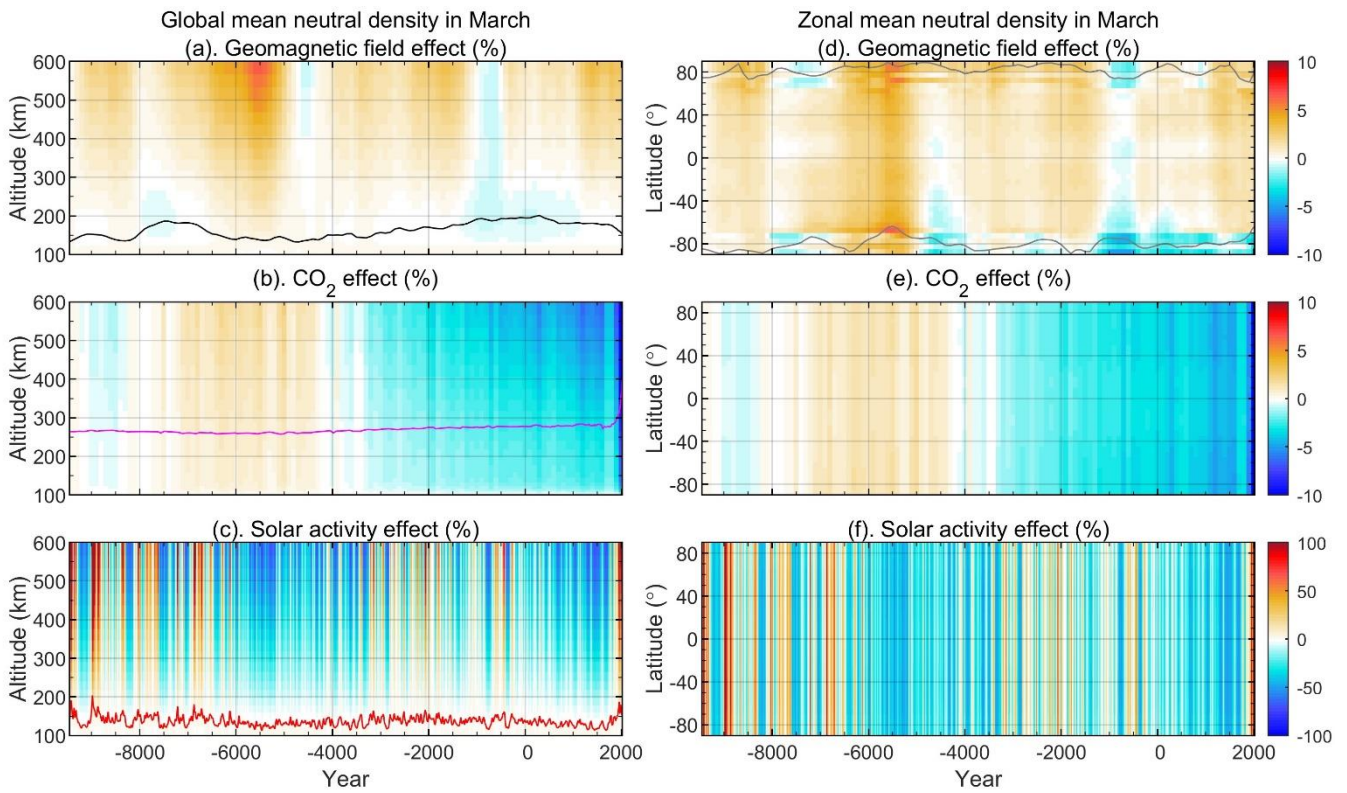 Global mean neutral density in March
(a). Geomagnetic field effect (%)
600
500
400
300
200
100
Altitude (km)
(b). CO2 effect (%)
600
500
400
300
200
100
Altitude (km)
(c). Solar activity effect (%)
600
500
400
300
200
100
Altitude (km)
-8000 -6000 -4000 -2000 0 2000
Year
Zonal mean neutral density in March
(d). Geomagnetic field effect (%)
80
40
0
-40
-80
Latitude (°)
10
5
0
-5
-10
(e). CO2 effect (%)
80
40
0
-40
-80
Latitude (°)
10
5
0
-5
-10
(f). Solar activity effect (%)
80
40
0
-40
-80
Latitude (°)
100
50
0
-50
-100
-8000 -6000 -4000 -2000 0 2000
Year